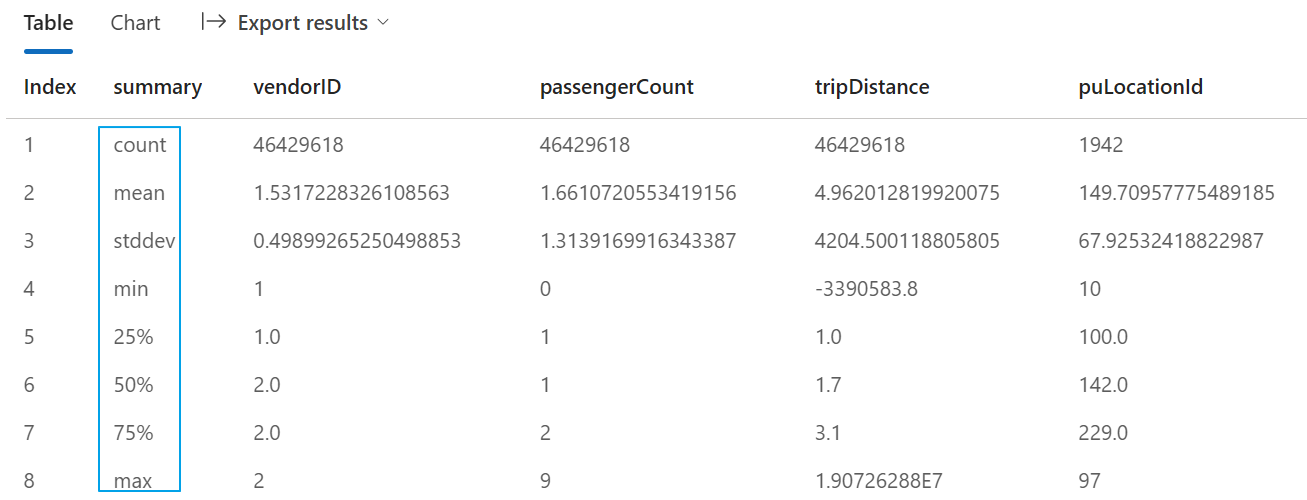 Table Chart Export results
Index summary vendorID passengerCount tripDistance puLocationId
1 count 46429618 46429618 46429618 1942
2 mean 1.5317228326108563 1.6610720553419156 4.962012819920075 149.70957775489185
3 stddev 0.49899265250498853 1.3139169916343387 4204.500118805805 67.92532418822987
4 min 1 0 -3390583.8 10
5 25% 1.0 1 1.0 100.0
6 50% 2.0 1 1.7 142.0
7 75% 2.0 2 3.1 229.0
8 max 2 9 1.90726288E7 97